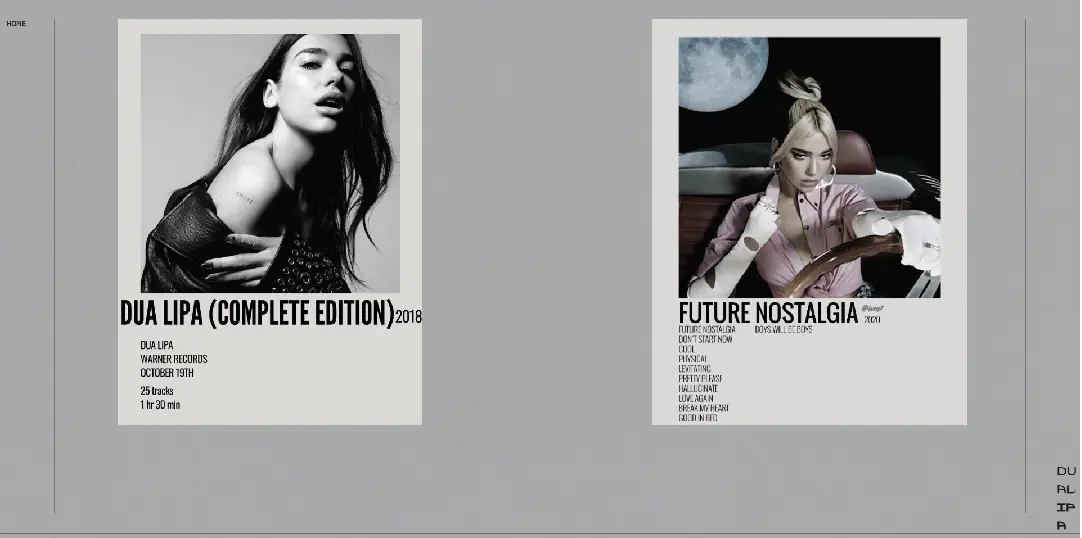 HOME
DUA LIPA (COMPLETE EDITION) 2018
DUA LIPA
WARNER RECORDS
OCTOBER 19TH
25 tracks
1 hr 30 min
FUTURE NOSTALGIA
2020
FUTURE NOSTALGIA
DON'T START NOW
COOL
PHYSICAL
LEVITATING
PRETTY PLEASE
HALLUCINATE
LOVE AGAIN
BREAK MY HEART
GOOD IN BED
BOYS WILL BE BOYS
DU
AL
IP
A